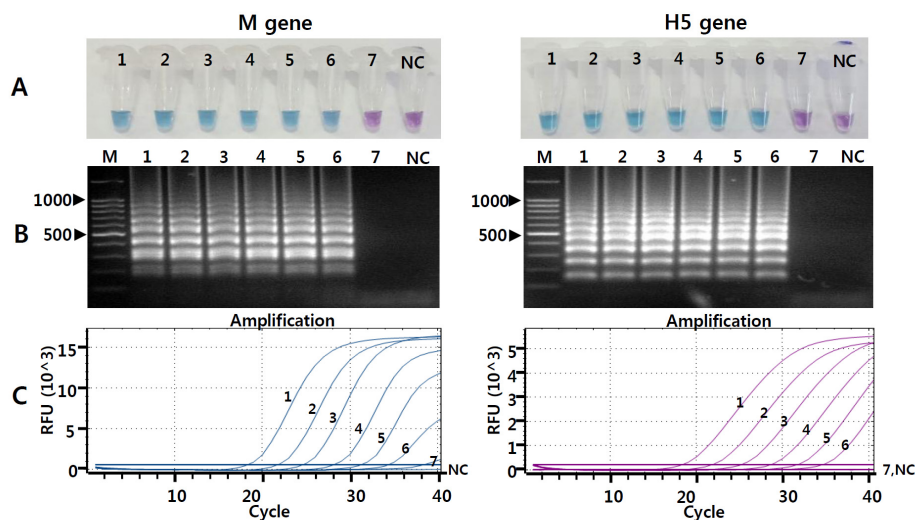 M gene H5 gene
A
1 2 3 4 5 6 7 NC 1 2 3 4 5 6 7 NC
M 1 2 3 4 5 6 7 NC M 1 2 3 4 5 6 7 NC
1000 1000
B
500 500
Amplification Amplification
C
RFU (10^3) RFU (10^3)
15 5
10 4
3
5 2
1
0 0
1 2 3 4 5 6 7 NC 1 2 3 4 5 6 7,NC
10 20 30 40 10 20 30 40
Cycle Cycle